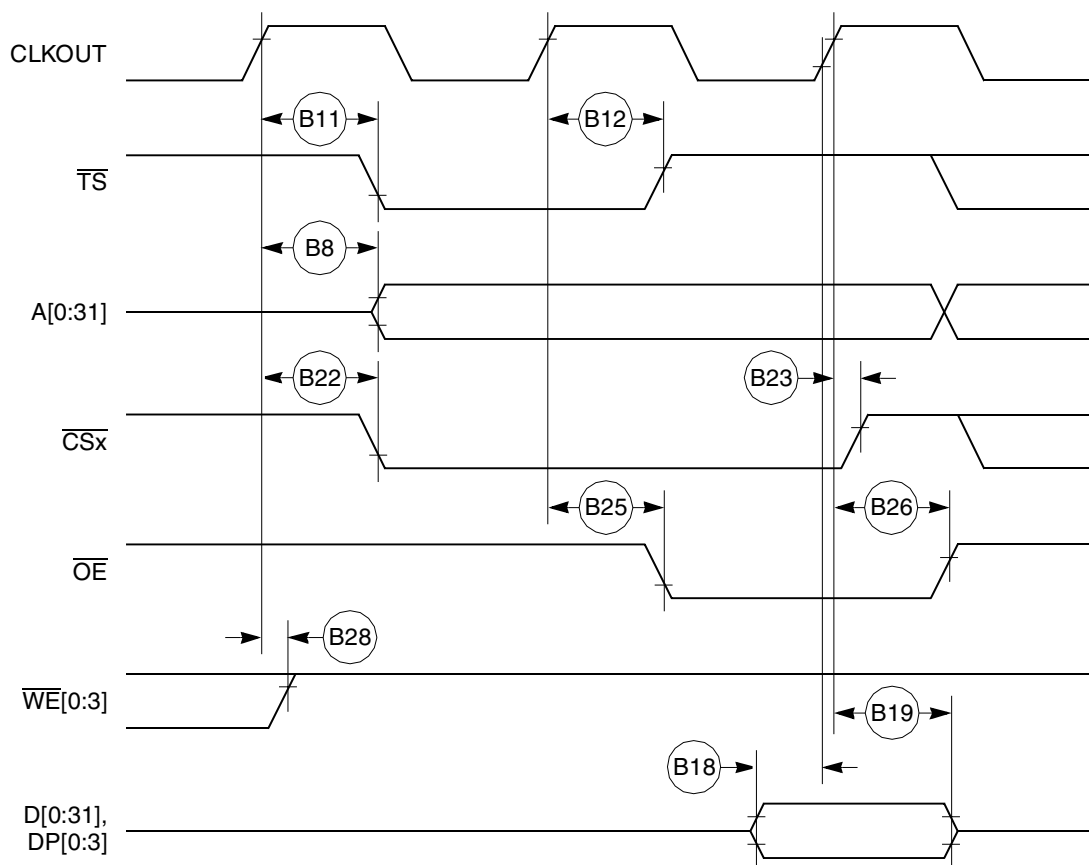 CLKOUT
B11
B12
TS
B8
A[0:31]
B22
B23
CSx
B25
B26
OE
B28
WE[0:3]
B19
B18
D[0:31],
DP[0:3]